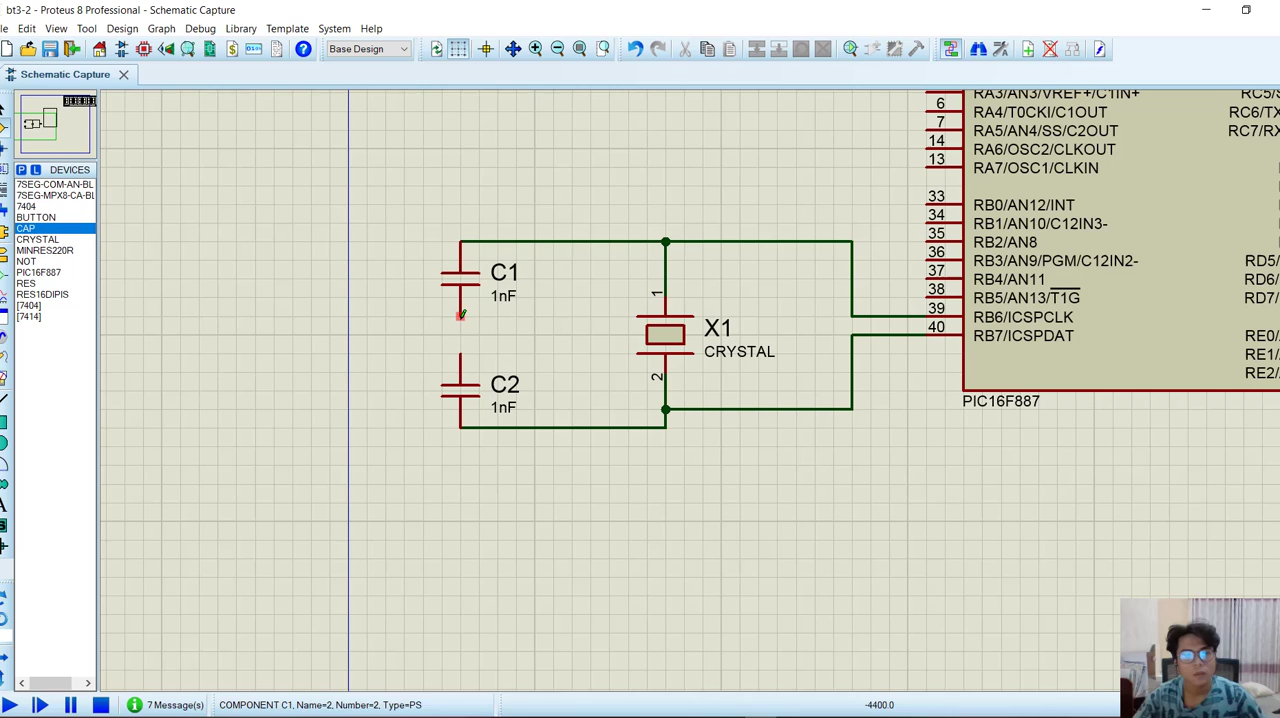 bt3-2 - Proteus 8 Professional - Schematic Capture
Edit View Tool Design Graph Debug Library Template System Help
Base Design
Schematic Capture
P L DEVICES
7SEG-COM-AN-BL
7SEG-MPX8-CA-BL
7404
BUTTON
CAP
CRYSTAL
MINRES220R
NOT
PIC16F887
RES
RES16DIPIS
[7404]
[7414]
C1
1nF
C2
1nF
1
X1
CRYSTAL
2
RA3/AN3/VREF+/C1IN+
6 RA4/T0CKI/C1OUT
7 RA5/AN4/SS/C2OUT
14 RA6/OSC2/CLKOUT
13 RA7/OSC1/CLKIN
33 RB0/AN12/INT
34 RB1/AN10/C12IN3-
35 RB2/AN8
36 RB3/AN9/PGM/C12IN2-
37 RB4/AN11
38 RB5/AN13/T1G
39 RB6/ICSPCLK
40 RB7/ICSPDAT
RC5/S
RC6/TX
RC7/RX
RD5/
RD6/
RD7/
RE0/
RE1/
RE2/
PIC16F887
7 Message(s) COMPONENT C1, Name=2, Number=2, Type=PS -4400.0